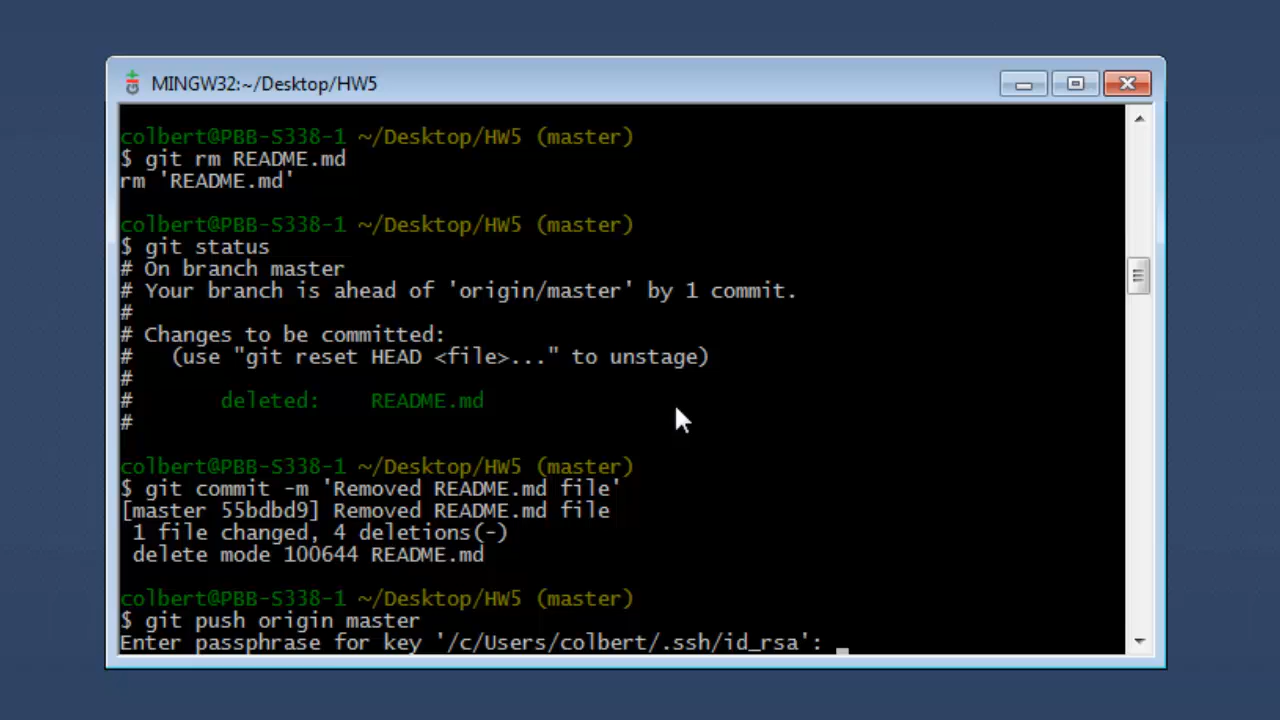 MINGW32:~/Desktop/HW5
colbert@PBB-S338-1 ~/Desktop/HW5 (master)
$ git rm README.md
rm 'README.md'
colbert@PBB-S338-1 ~/Desktop/HW5 (master)
$ git status
# On branch master
# Your branch is ahead of 'origin/master' by 1 commit.
#
# Changes to be committed:
#   (use "git reset HEAD <file>..." to unstage)
#
#       deleted:    README.md
#
colbert@PBB-S338-1 ~/Desktop/HW5 (master)
$ git commit -m 'Removed README.md file'
[master 55bdbd9] Removed README.md file
 1 file changed, 4 deletions(-)
 delete mode 100644 README.md
colbert@PBB-S338-1 ~/Desktop/HW5 (master)
$ git push origin master
Enter passphrase for key '/c/Users/colbert/.ssh/id_rsa':